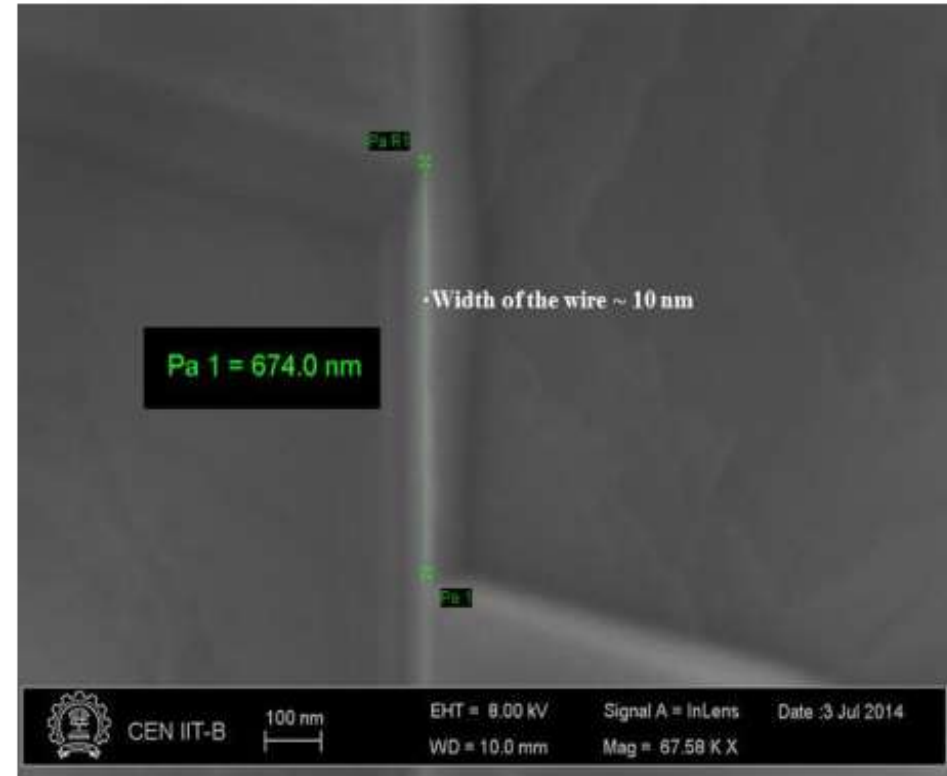 Pa R1
Width of the wire ~ 10 nm
Pa 1 = 674.0 nm
Pa 1
CEN IIT-B
100 nm
EHT = 8.00 kV
WD = 10.0 mm
Signal A = InLens
Mag = 67.58 K X
Date :3 Jul 2014